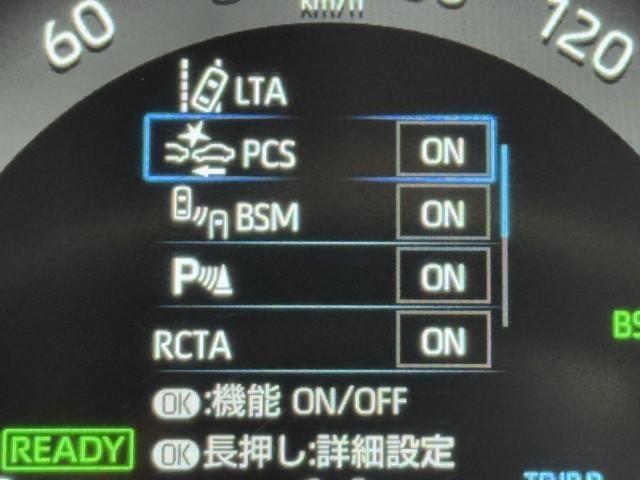 60 km/h 120
LTA
PCS ON
BSM ON
P ON
RCTA ON
OK:機能 ON/OFF
READY OK長押し:詳細設定